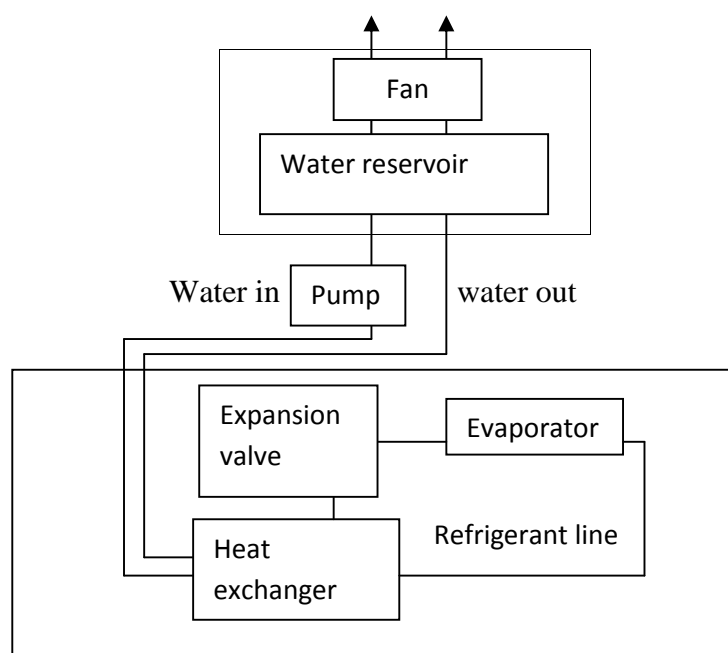 Fan
Water reservoir
Water in
Pump
water out
Expansion
valve
Evaporator
Refrigerant line
Heat
exchanger